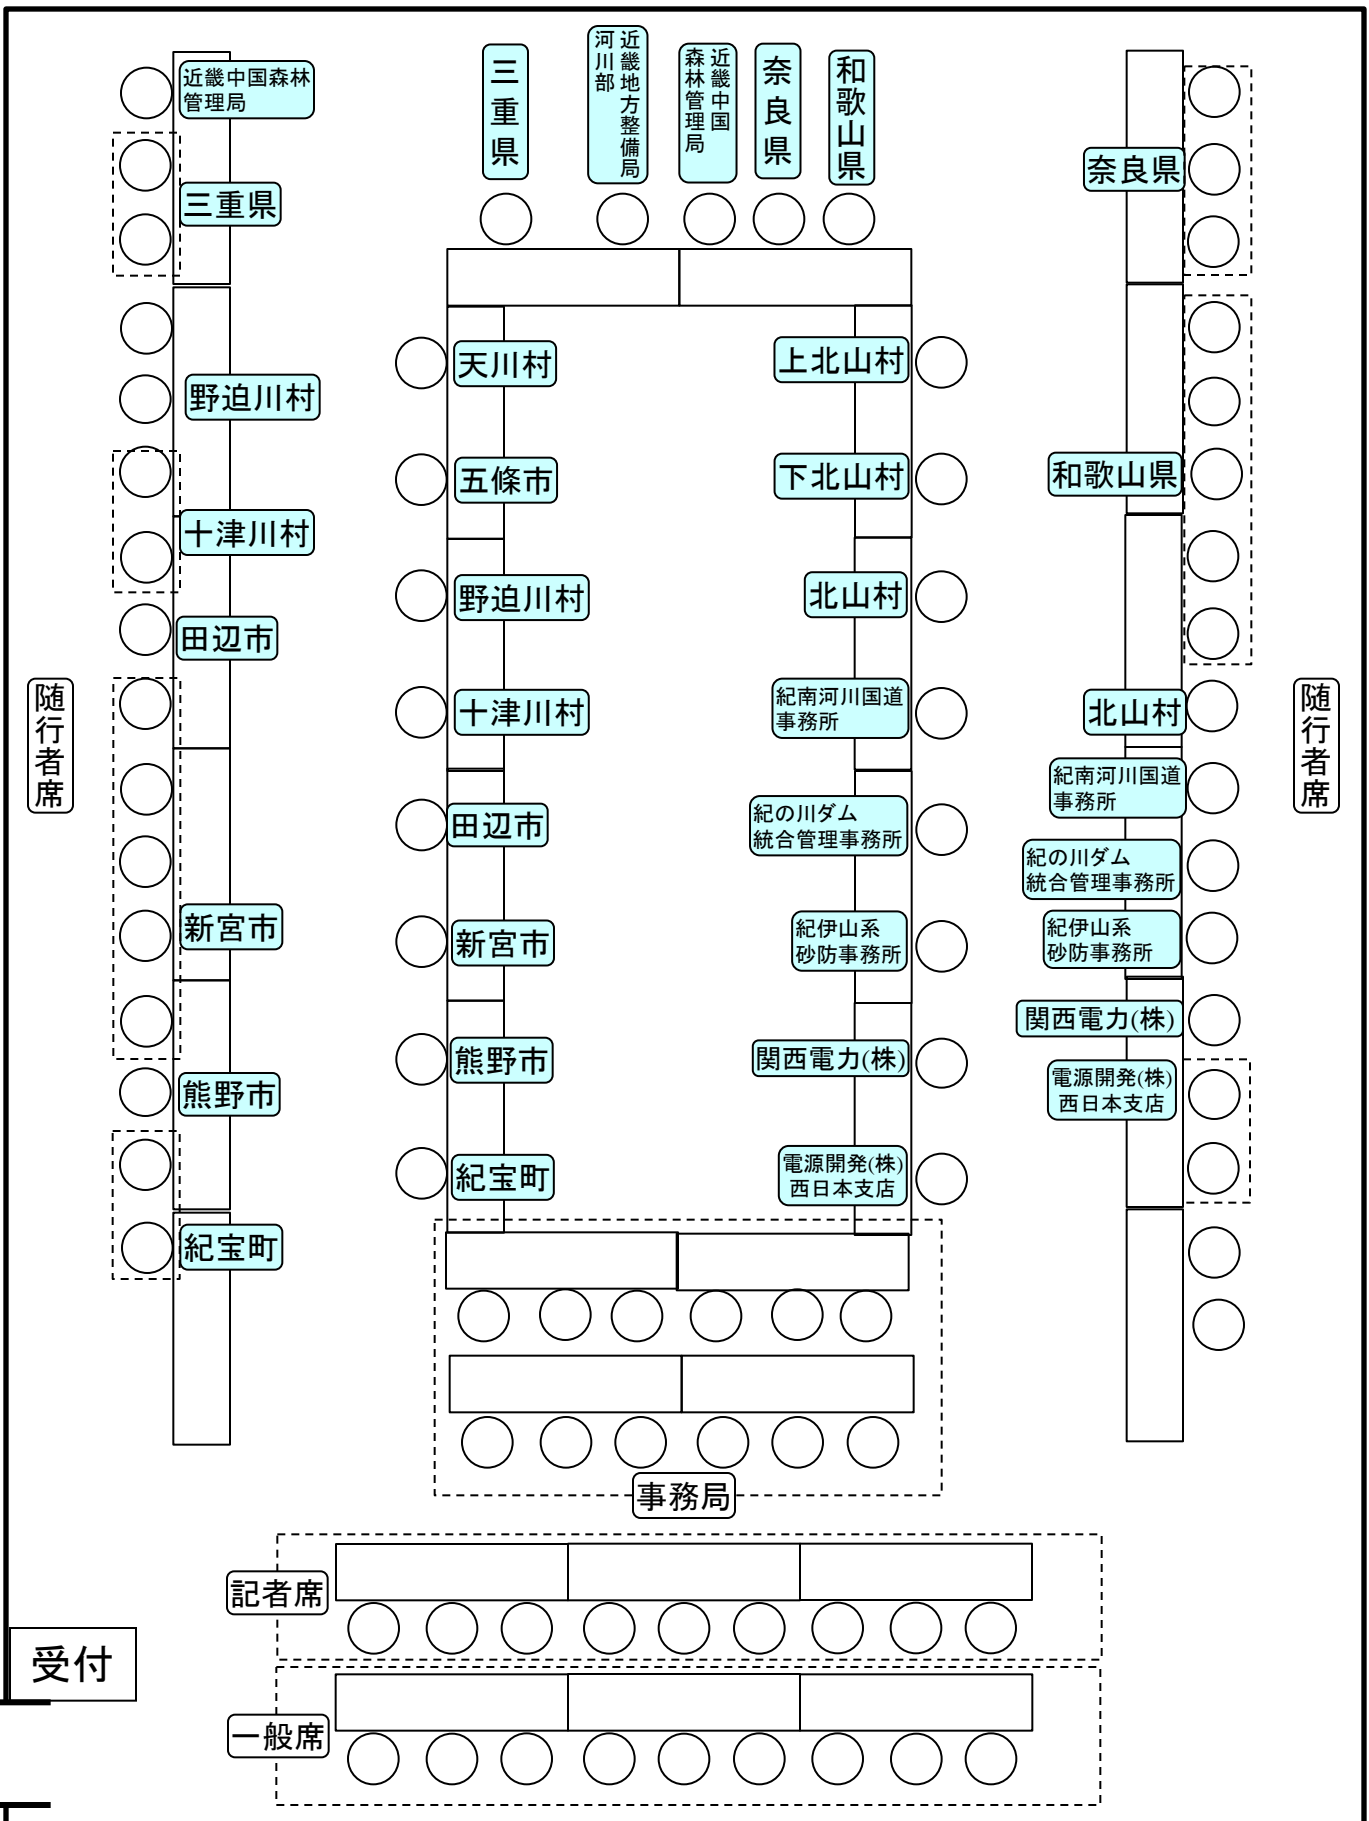 三重県
近畿地方整備局
河川部
近畿中国
森林管理局
奈良県
和歌山県
近畿中国森林
管理局
三重県
野迫川村
十津川村
田辺市
新宮市
熊野市
紀宝町
随行者席
天川村
五條市
野迫川村
十津川村
田辺市
新宮市
熊野市
紀宝町
上北山村
下北山村
北山村
紀南河川国道
事務所
紀の川ダム
統合管理事務所
紀伊山系
砂防事務所
関西電力(株)
電源開発(株)
西日本支店
奈良県
和歌山県
北山村
紀南河川国道
事務所
紀の川ダム
統合管理事務所
紀伊山系
砂防事務所
関西電力(株)
電源開発(株)
西日本支店
随行者席
事務局
記者席
受付
一般席